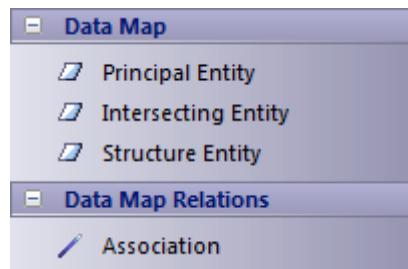 Data Map
Principal Entity
Intersecting Entity
Structure Entity
Data Map Relations
Association